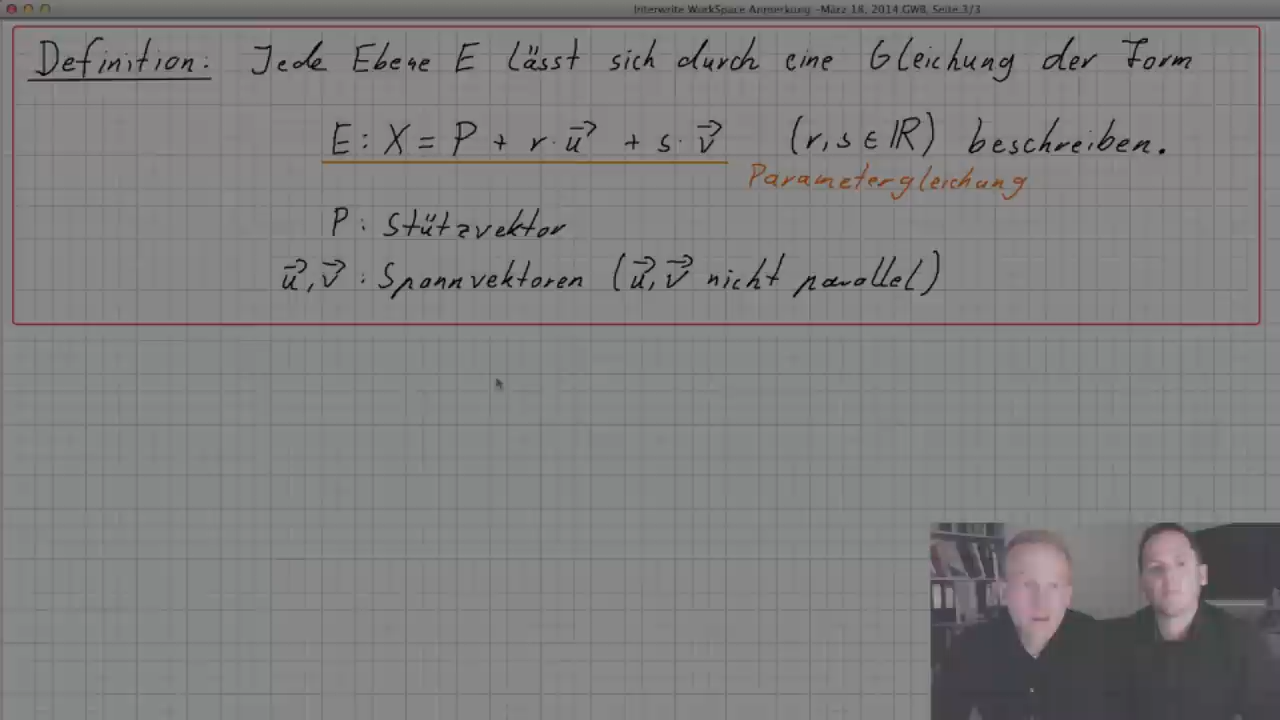 Interwrite WorkSpace Anmerkung -März 18, 2014.GWB, Seite 3/3
Definition: Jede Ebene E lässt sich durch eine Gleichung der Form
E: X = P + r · u⃗ + s · v⃗ (r, s ∈ ℝ) beschreiben.
Parametergleichung
P: Stützvektor
u⃗, v⃗ : Spannvektoren (u⃗, v⃗ nicht parallel)